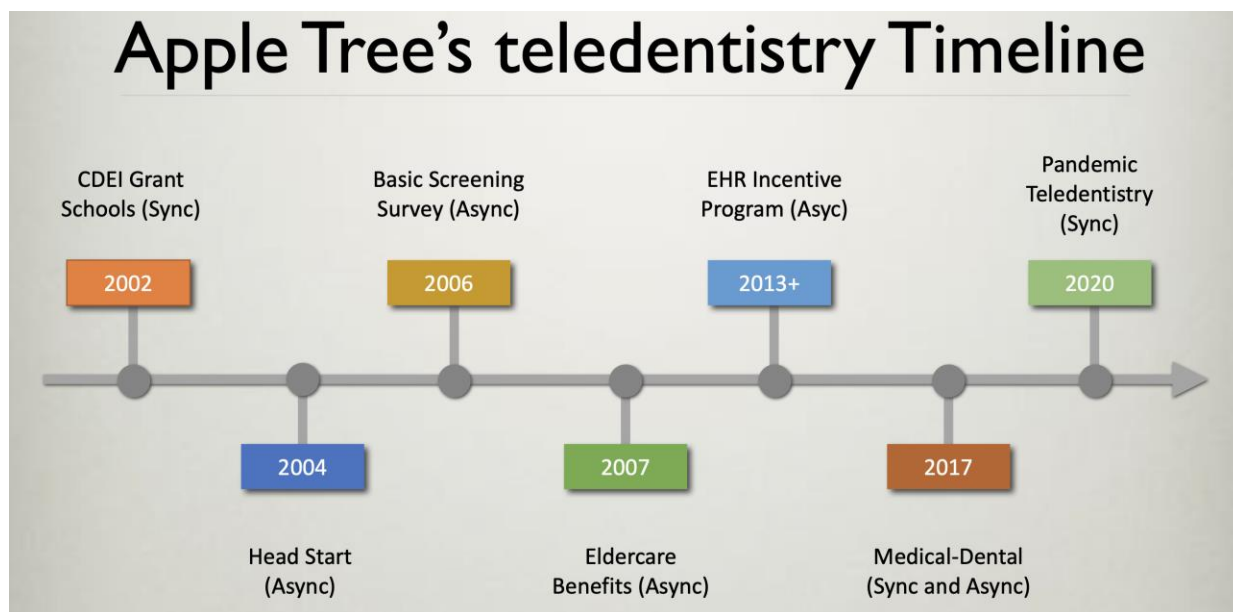 Apple Tree's teledentistry Timeline
CDEI Grant
Schools (Sync)
2002
2004
Head Start
(Async)
Basic Screening
Survey (Async)
2006
2007
Eldercare
Benefits (Async)
EHR Incentive
Program (Asyc)
2013+
2017
Medical-Dental
(Sync and Async)
Pandemic
Teledentistry
(Sync)
2020